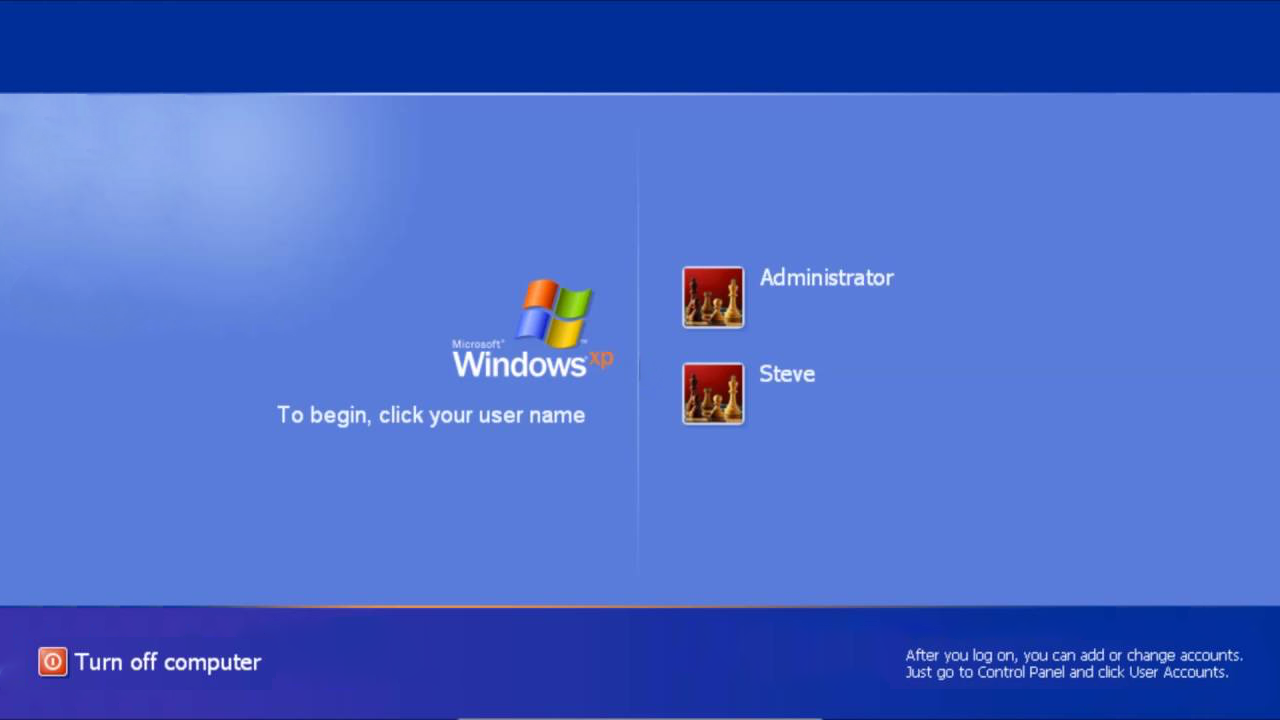 Microsoft®
Windows xp
To begin, click your user name
Administrator
Steve
Turn off computer
After you log on, you can add or change accounts.
Just go to Control Panel and click User Accounts.